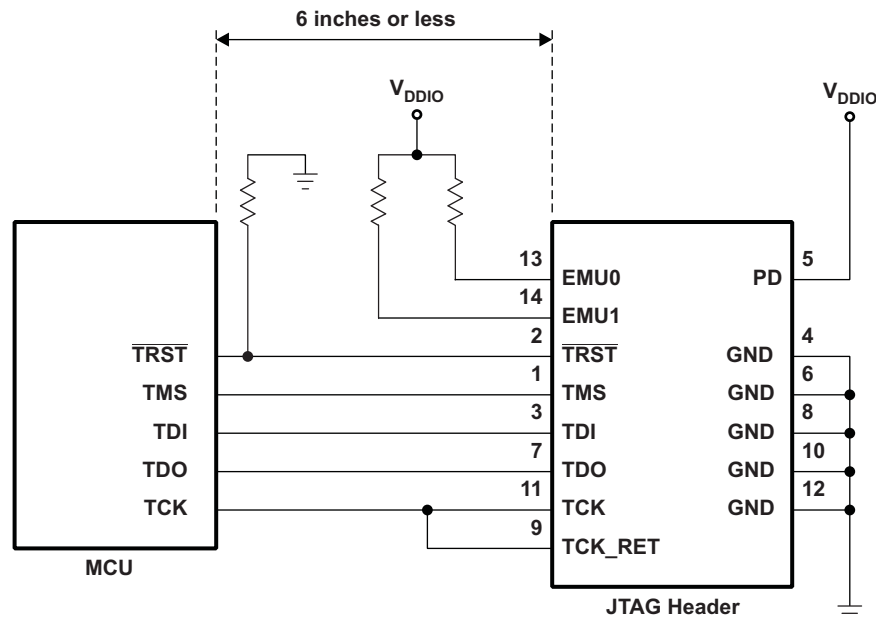 6 inches or less
VDDIO
VDDIO
13
EMU0
PD
5
14
EMU1
TRST
2
TRST
GND
4
TMS
1
TMS
GND
6
TDI
3
TDI
GND
8
TDO
7
TDO
GND
10
TCK
11
TCK
GND
12
9
TCK_RET
MCU
JTAG Header